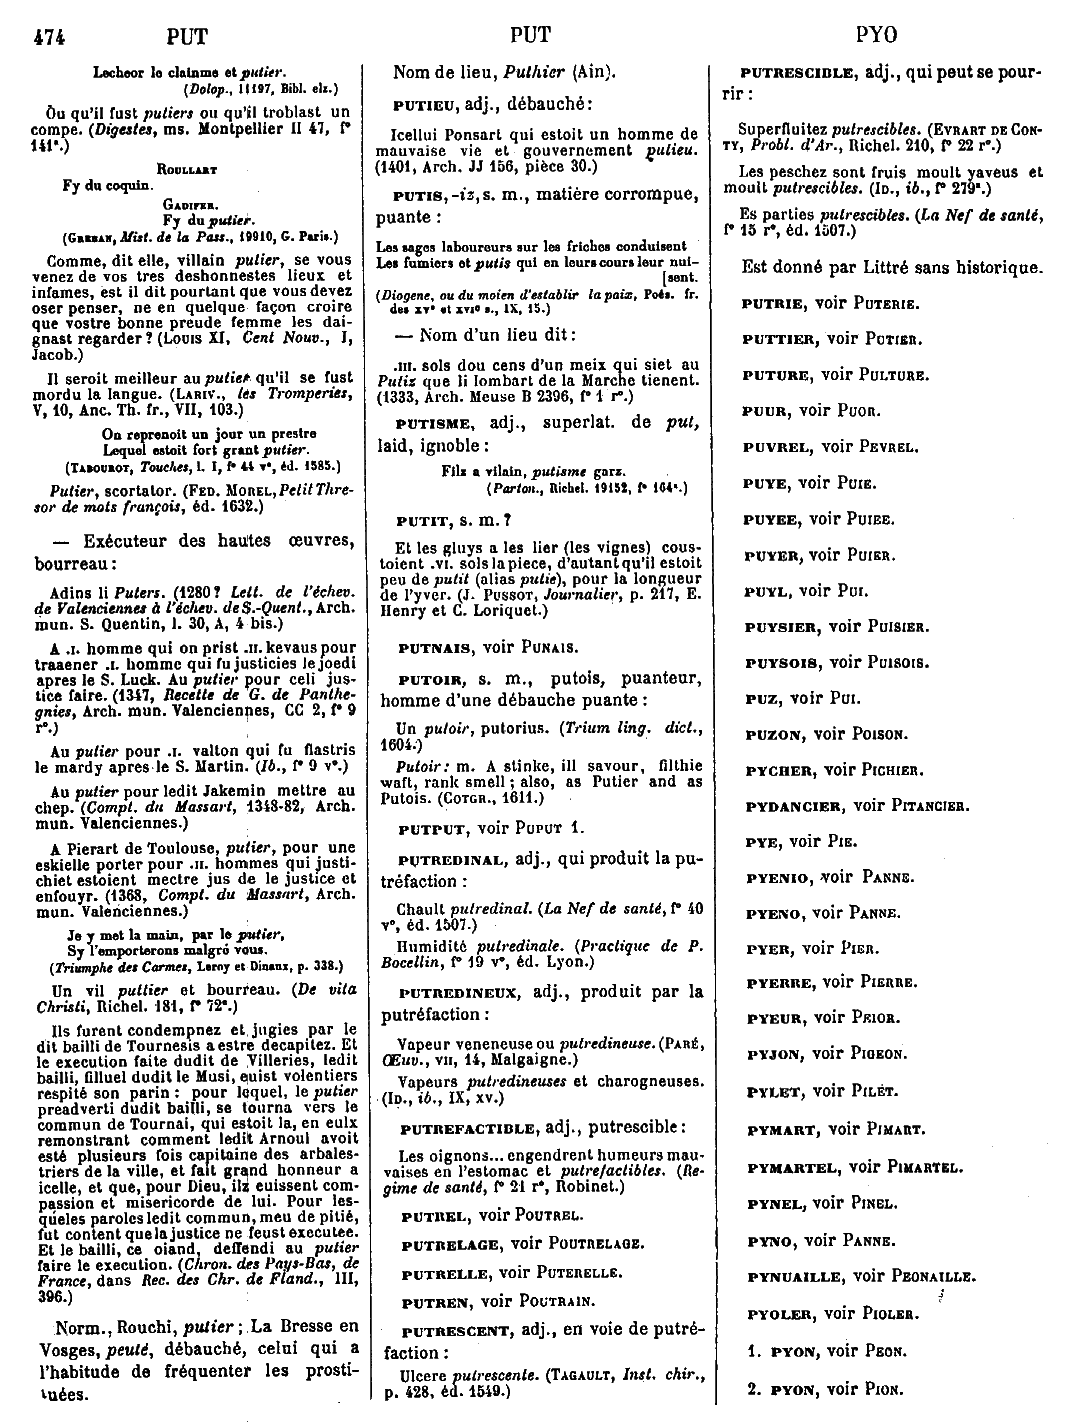 474 PUT PUT PYO
Lecheor le claimme et putier.
(Dolop., 11197, Bibl. elz.)
Ou qu'il fust putiers ou qu'il troblast un
compe. (Digestes, ms. Montpellier H 47, f°
141ª.)
ROULLART
Fy du coquin.
GADIFER.
Fy du putier.
(GREBAN, Mist. de la Pass., 19910, G. Paris.)
Comme, dit elle, villain putier, se vous
venez de vos tres deshonnestes lieux et
infames, est il dit pourtant que vous devez
oser penser, ne en quelque façon croire
que vostre bonne preude femme les dai-
gnast regarder? (LOUIS XI, Cent Nouv., I,
Jacob.)
Il seroit meilleur au putier qu'il se fust
mordu la langue. (LARIV., les Tromperies,
V, 10, Anc. Th. fr., VII, 103.)
On reprenoit un jour un prestre
Lequel estoit fort grant putier.
(TABOUROT, Touches, l. I, f° 44 v°, éd. 1585.)
Putier, scortator. (FED. MOREL, Petit Thre-
sor de mots françois, éd. 1632.)
— Exécuteur des hautes œuvres,
bourreau :
Adins li Puters. (1280? Lett. de l'échev.
de Valenciennes à l'échev. de S.-Quent., Arch.
mun. S. Quentin, l. 30, A, 4 bis.)
A .I. homme qui on prist .II. kevaus pour
traaener .I. homme qui fu justicies le joedi
apres le S. Luck. Au putier pour celi jus-
tice faire. (1347, Recette de G. de Panthe-
gnies, Arch. mun. Valenciennes, CC 2, f° 9
r°.)
Au putier pour .I. valton qui fu flastris
le mardy apres le S. Martin. (Ib., f° 9 v°.)
Au putier pour ledit Jakemin mettre au
chep. (Compt. du Massart, 1348-82, Arch.
mun. Valenciennes.)
A Pierart de Toulouse, putier, pour une
eskielle porter pour .II. hommes qui justi-
chiet estoient mectre jus de le justice et
enfouyr. (1368, Compt. du Massart, Arch.
mun. Valenciennes.)
Je y met la main, par le putier,
Sy l'emporterons malgré vous.
(Triumphe des Carmes, Leroy et Dinaux, p. 338.)
Un vil puttier et bourreau. (De vita
Christi, Richel. 181, f° 72ª.)
Ils furent condempnez et jugies par le
dit bailli de Tournesis a estre decapitez. Et
le execution faite dudit de Villeries, ledit
bailli, filluel dudit le Musi, euist volentiers
respité son parin : pour lequel, le putier
preadverti dudit bailli, se tourna vers le
commun de Tournai, qui estoit la, en eulx
remonstrant comment ledit Arnoul avoit
esté plusieurs fois capitaine des arbales-
triers de la ville, et fait grand honneur a
icelle, et que, pour Dieu, ilz euissent com-
passion et misericorde de lui. Pour les-
quéles paroles ledit commun, meu de pitié,
fut content que la justice ne feust executee.
Et le bailli, ce oiand, deffendi au putier
faire le execution. (Chron. des Pays-Bas, de
France, dans Rec. des Chr. de Fland., III,
396.)
Norm., Rouchi, putier; La Bresse en
Vosges, peuté, débauché, celui qui a
l'habitude de fréquenter les prosti-
tuées.
Nom de lieu, Puthier (Ain).
PUTIEU, adj., débauché :
Icellui Ponsart qui estoit un homme de
mauvaise vie et gouvernement putieu.
(1401, Arch. JJ 156, pièce 30.)
PUTIS, -iz, s. m., matière corrompue,
puante :
Les sages laboureurs sur les friches conduisent
Les fumiers et putis qui en leurs cours leur nui-
[sent.
(Diogene, ou du moien d'establir la paix, Poés. fr.
des XVᵉ et XVIᵉ s., IX, 15.)
— Nom d'un lieu dit :
.III. sols dou cens d'un meix qui siet au
Putiz que li lombart de la Marche tienent.
(1333, Arch. Meuse B 2396, f° 1 r°.)
PUTISME, adj., superlat. de put,
laid, ignoble :
Filz a vilain, putisme garz.
(Parton., Richel. 19152, f° 164ᵃ.)
PUTIT, s. m.?
Et les gluys a les lier (les vignes) cous-
toient .VI. sols la piece, d'autant qu'il estoit
peu de putit (alias putie), pour la longueur
de l'yver. (J. PUSSOT, Journalier, p. 217, E.
Henry et C. Loriquet.)
PUTNAIS, voir PUNAIS.
PUTOIR, s. m., putois, puanteur,
homme d'une débauche puante :
Un putoir, putorius. (Trium ling. dict.,
1604.)
Putoir : m. A stinke, ill savour, filthie
waft, rank smell; also, as Putier and as
Putois. (COTGR., 1611.)
PUTPUT, voir PUPUT 1.
PUTREDINAL, adj., qui produit la pu-
tréfaction :
Chault putredinal. (La Nef de santé, f° 40
v°, éd. 1507.)
Humidité putredinale. (Practique de P.
Bocellin, f° 19 v°, éd. Lyon.)
PUTREDINEUX, adj., produit par la
putréfaction :
Vapeur veneneuse ou putredineuse. (PARÉ,
Œuv., VII, 14, Malgaigne.)
Vapeurs putredineuses et charogneuses.
(ID., ib., IX, XV.)
PUTREFACTIBLE, adj., putrescible :
Les oignons... engendrent humeurs mau-
vaises en l'estomac et putrefactibles. (Re-
gime de santé, f° 21 r°, Robinet.)
PUTREL, voir POUTREL.
PUTRELAGE, voir POUTRELAGE.
PUTRELLE, voir PUTERELLE.
PUTREN, voir POUTRAIN.
PUTRESCENT, adj., en voie de putré-
faction :
Ulcere putrescente. (TAGAULT, Inst. chir.,
p. 428, éd. 1549.)
PUTRESCIBLE, adj., qui peut se pour-
rir :
Superfluitez putrescibles. (EVRART DE CON-
TY, Probl. d'Ar., Richel. 210, f° 22 r°.)
Les peschez sont fruis moult yaveus et
moult putrescibles. (ID., ib., f° 279ª.)
Es parties putrescibles. (La Nef de santé,
f° 15 r°, éd. 1507.)
Est donné par Littré sans historique.
PUTRIE, voir PUTERIE.
PUTTIER, voir PUTIER.
PUTURE, voir PULTURE.
PUUR, voir PUOR.
PUVREL, voir PEVREL.
PUYE, voir PUIE.
PUYEE, voir PUIEE.
PUYER, voir PUIER.
PUYL, voir PUI.
PUYSIER, voir PUISIER.
PUYSOIS, voir PUISOIS.
PUZ, voir PUI.
PUZON, voir POISON.
PYCHER, voir PICHIER.
PYDANCIER, voir PITANCIER.
PYE, voir PIE.
PYENIO, voir PANNE.
PYENO, voir PANNE.
PYER, voir PIER.
PYERRE, voir PIERRE.
PYEUR, voir PRIOR.
PYJON, voir PIGEON.
PYLET, voir PILET.
PYMART, voir PIMART.
PYMARTEL, voir PIMARTEL.
PYNEL, voir PINEL.
PYNO, voir PANNE.
PYNUAILLE, voir PEONAILLE.
PYOLER, voir PIOLER.
1. PYON, voir PEON.
2. PYON, voir PION.